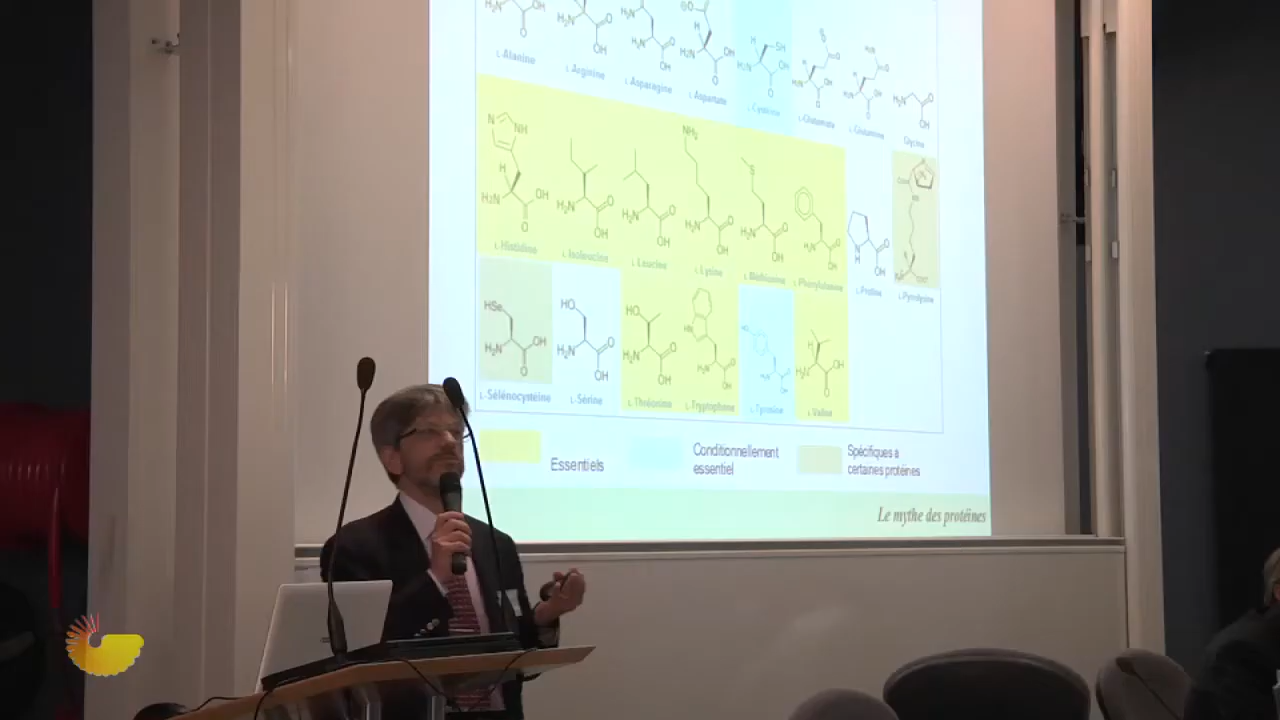 L-Alanine L-Arginine L-Asparagine L-Aspartate L-Cystéine L-Glutamate L-Glutamine Glycine
L-Histidine L-Isoleucine L-Leucine L-Lysine L-Méthionine L-Phénylalanine L-Proline L-Pyrrolysine
L-Sélénocystéine L-Sérine L-Thréonine L-Tryptophane L-Tyrosine L-Valine
Essentiels
Conditionnellement
essentiel
Spécifiques à
certaines protéines
Le mythe des protéines